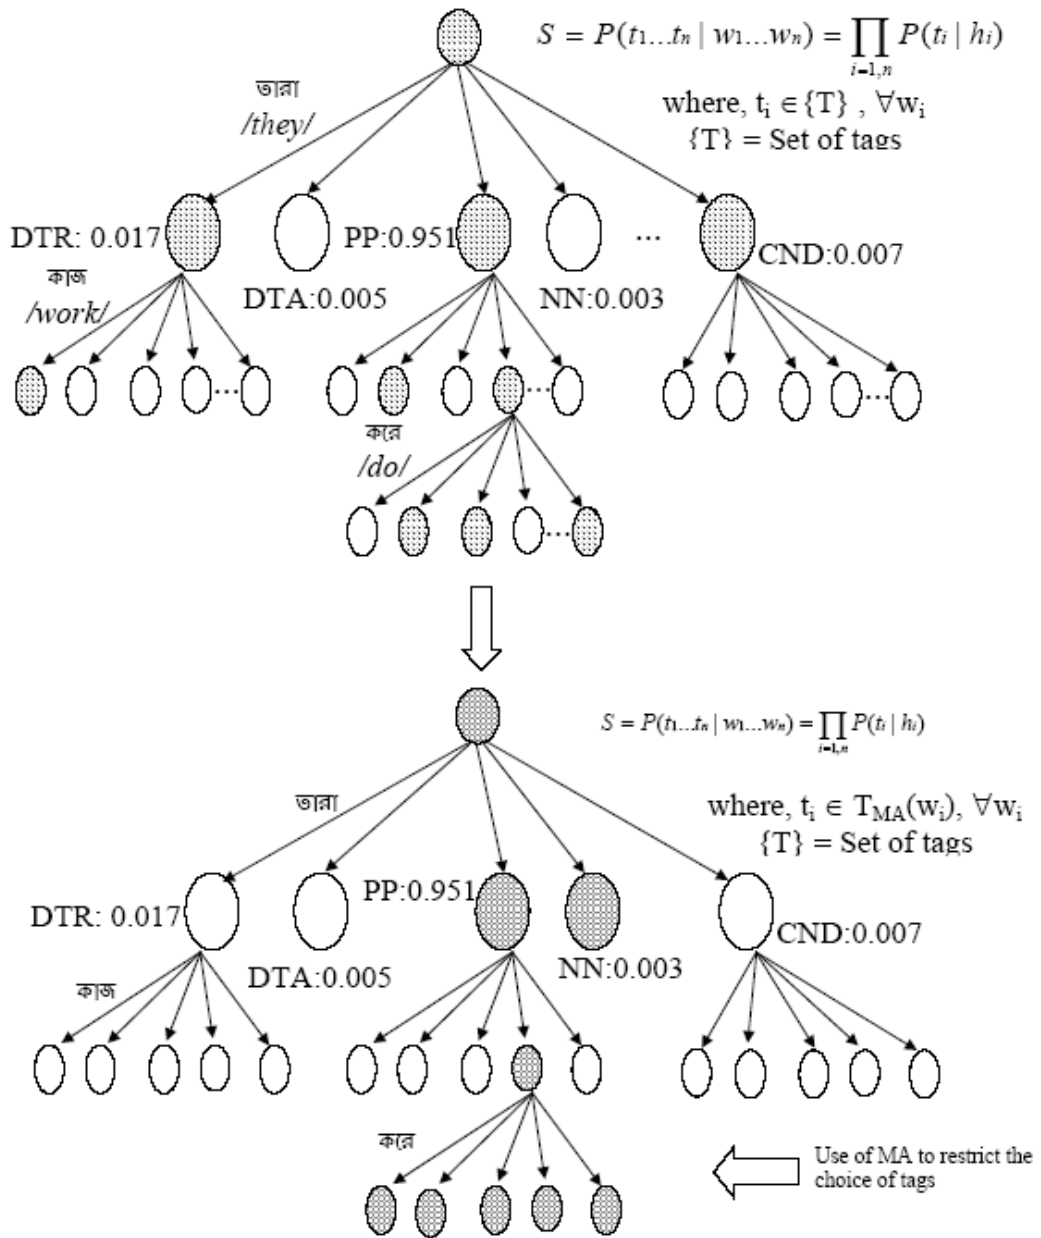 S = P(t1...tn | w1...wn) = ∏ P(ti | hi)
i=1,n
where, ti ∈ {T} , ∀wi
{T} = Set of tags
তারা
/they/
DTR: 0.017
PP:0.951
...
CND:0.007
DTA:0.005
NN:0.003
কাজ
/work/
...
...
...
করে
/do/
...
S = P(t1...tn | w1...wn) = ∏ P(ti | hi)
i=1,n
where, ti ∈ TMA(wi), ∀wi
{T} = Set of tags
তারা
PP:0.951
DTR: 0.017
CND:0.007
DTA:0.005
NN:0.003
কাজ
করে
Use of MA to restrict the
choice of tags